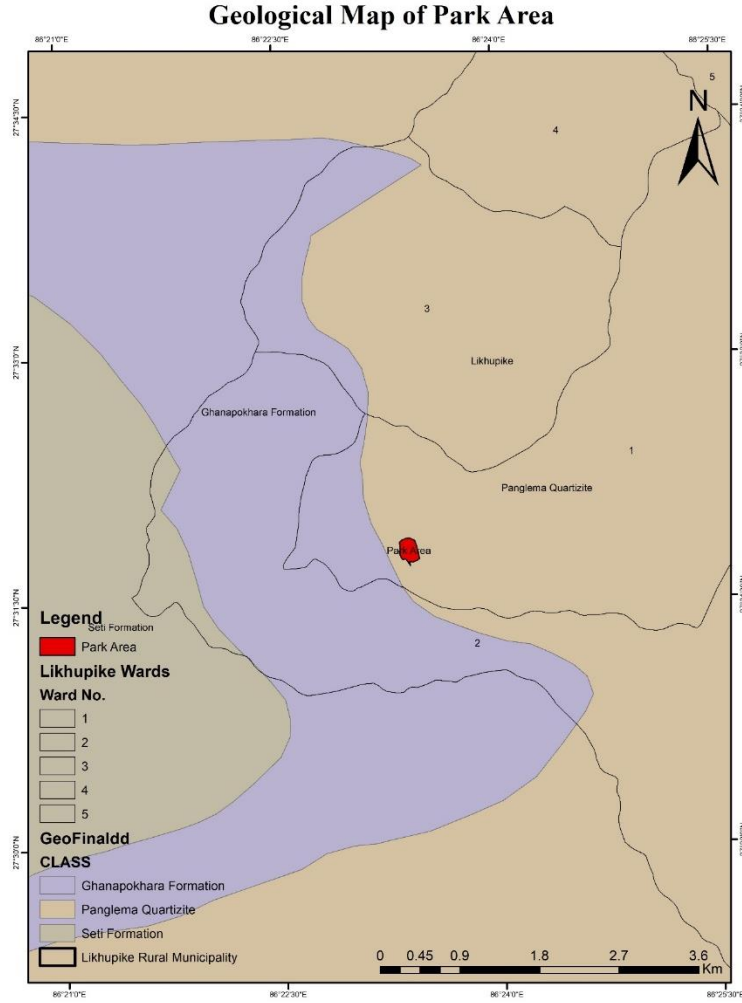 Geological Map of Park Area
86°21'0"E
86°22'30"E
86°24'0"E
86°25'30"E
27°34'30"N
5
N
4
3
27°33'0"N
Likhupike
Ghanapokhara Formation
1
Panglema Quartizite
Park Area
27°31'30"N
Legend
Seti Formation
Park Area
2
Likhupike Wards
Ward No.
1
2
3
4
5
GeoFinaldd
27°30'0"N
CLASS
Ghanapokhara Formation
Panglema Quartizite
Seti Formation
Likhupike Rural Municipality
0 0.45 0.9 1.8 2.7 3.6
Km
86°21'0"E
86°22'30"E
86°24'0"E
86°25'30"E